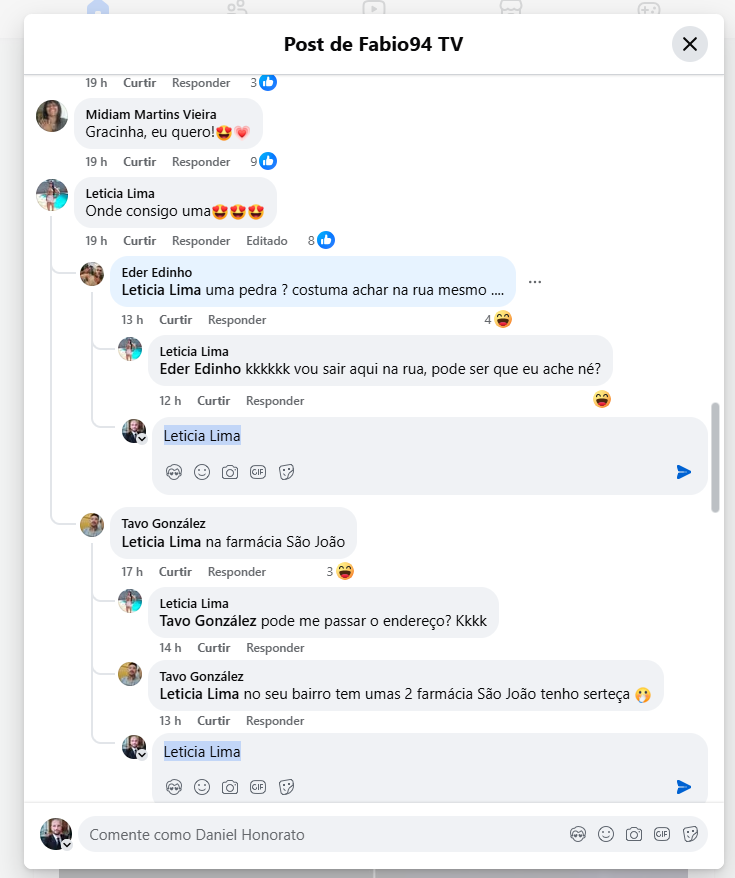 Post de Fabio94 TV
19 h Curtir Responder 3
Midiam Martins Vieira
Gracinha, eu quero!😍💗
19 h Curtir Responder 9
Leticia Lima
Onde consigo uma😍😍😍
19 h Curtir Responder Editado 8
Eder Edinho
Leticia Lima uma pedra ? costuma achar na rua mesmo ....
13 h Curtir Responder 4
Leticia Lima
Eder Edinho kkkkkk vou sair aqui na rua, pode ser que eu ache né?
12 h Curtir Responder
Leticia Lima
GIF
Tavo González
Leticia Lima na farmácia São João
17 h Curtir Responder 3
Leticia Lima
Tavo González pode me passar o endereço? Kkkk
14 h Curtir Responder
Tavo González
Leticia Lima no seu bairro tem umas 2 farmácia São João tenho serteça 🫢
13 h Curtir Responder
Leticia Lima
GIF
Comente como Daniel Honorato GIF